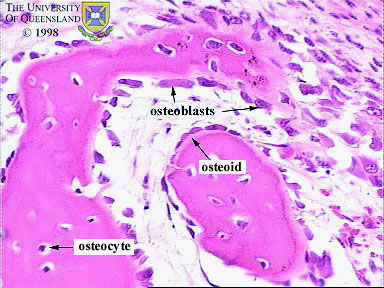 THE UNIVERSITY
OF QUEENSLAND
© 1998
osteoblasts
osteoid
osteocyte